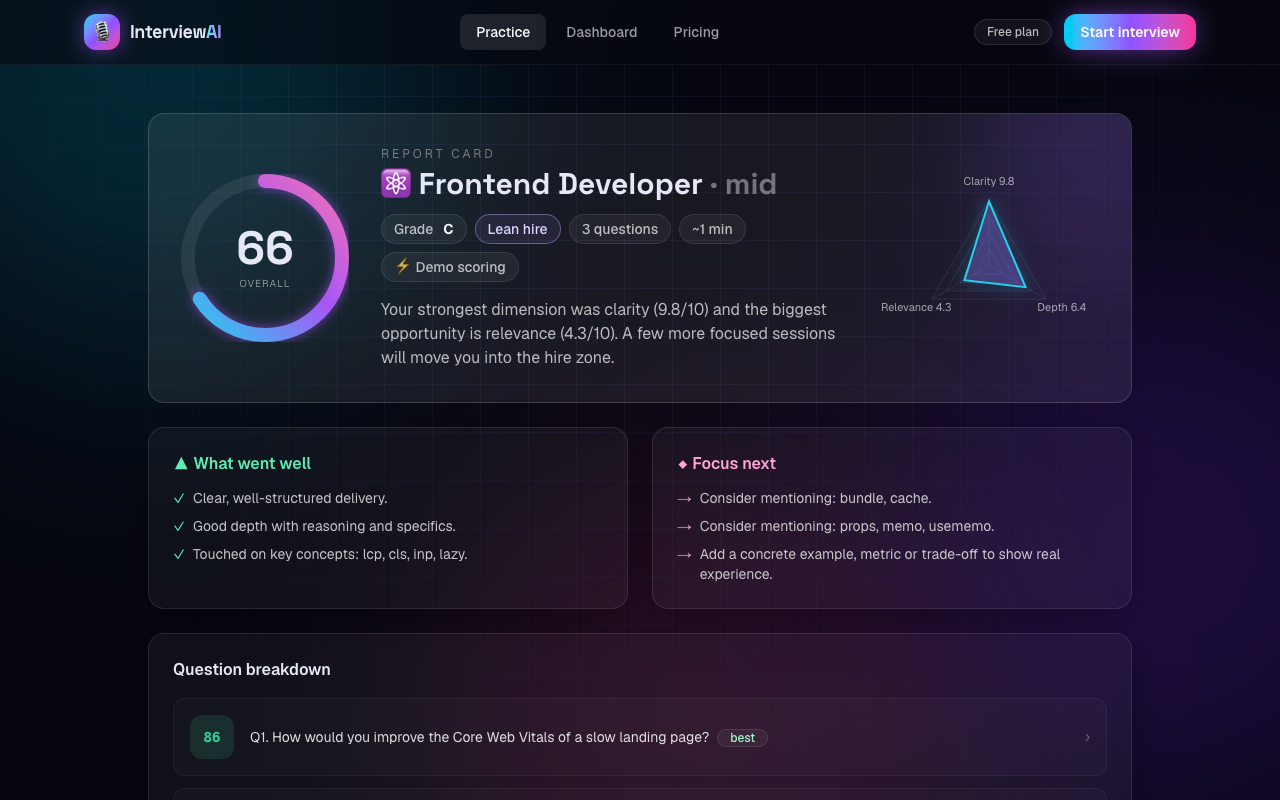 InterviewAI
Practice
Dashboard
Pricing
Free plan
Start interview
66
OVERALL
REPORT CARD
Frontend Developer · mid
Grade C
Lean hire
3 questions
~1 min
⚡ Demo scoring
Your strongest dimension was clarity (9.8/10) and the biggest
opportunity is relevance (4.3/10). A few more focused sessions
will move you into the hire zone.
Clarity 9.8
Relevance 4.3
Depth 6.4
▲ What went well
✓ Clear, well-structured delivery.
✓ Good depth with reasoning and specifics.
✓ Touched on key concepts: lcp, cls, inp, lazy.
◆ Focus next
→ Consider mentioning: bundle, cache.
→ Consider mentioning: props, memo, usememo.
→ Add a concrete example, metric or trade-off to show real
experience.
Question breakdown
86
Q1. How would you improve the Core Web Vitals of a slow landing page?
best
›